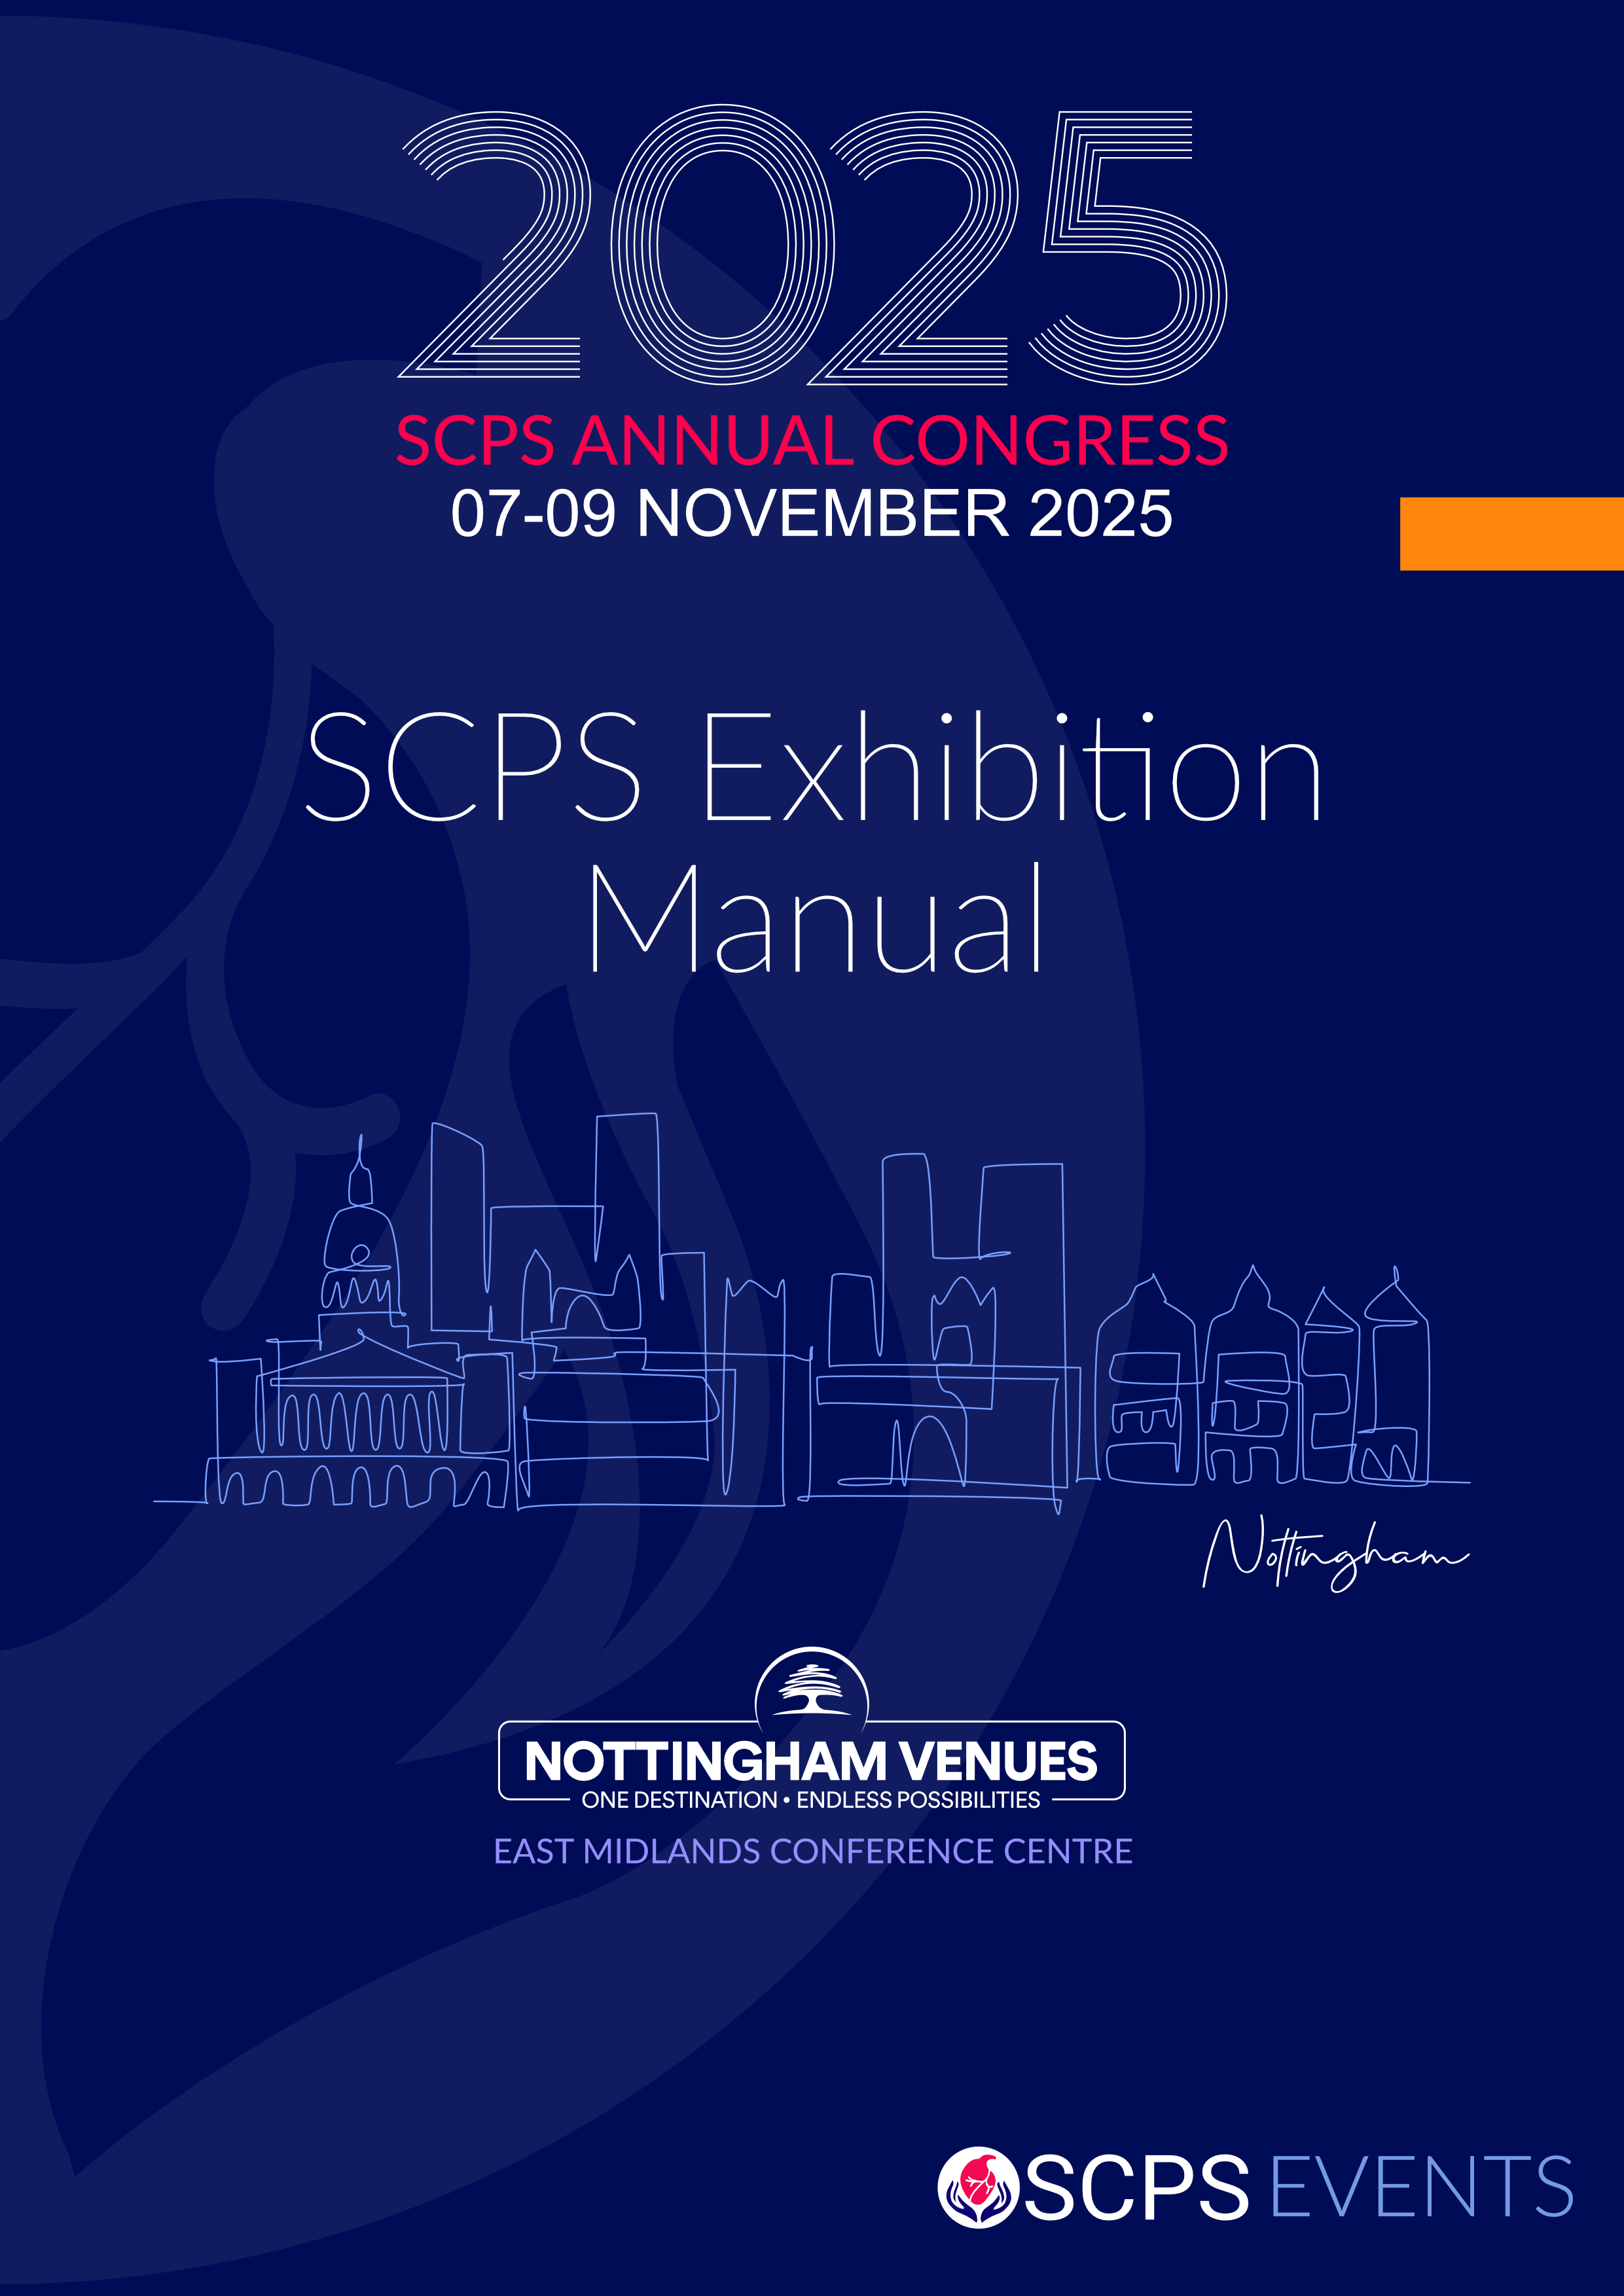 2025
SCPS ANNUAL CONGRESS
07-09 NOVEMBER 2025
SCPS Exhibition
Manual
Nottingham
NOTTINGHAM VENUES
ONE DESTINATION • ENDLESS POSSIBILITIES
EAST MIDLANDS CONFERENCE CENTRE
SCPS EVENTS